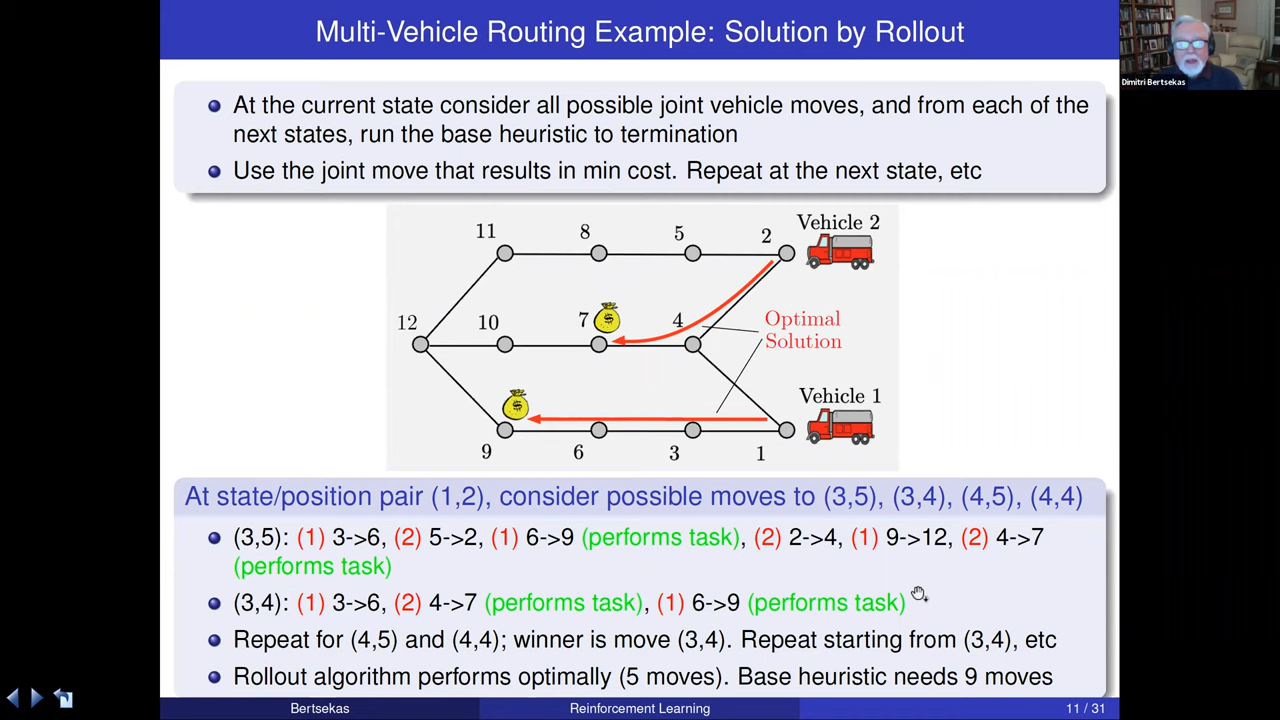 Multi-Vehicle Routing Example: Solution by Rollout
Dimitri Bertsekas
At the current state consider all possible joint vehicle moves, and from each of the
next states, run the base heuristic to termination
Use the joint move that results in min cost. Repeat at the next state, etc
11 8 5 2 Vehicle 2
12 10 7 $ 4 Optimal
Solution
$ Vehicle 1
9 6 3 1
At state/position pair (1,2), consider possible moves to (3,5), (3,4), (4,5), (4,4)
(3,5): (1) 3->6, (2) 5->2, (1) 6->9 (performs task), (2) 2->4, (1) 9->12, (2) 4->7
(performs task)
(3,4): (1) 3->6, (2) 4->7 (performs task), (1) 6->9 (performs task)
Repeat for (4,5) and (4,4); winner is move (3,4). Repeat starting from (3,4), etc
Rollout algorithm performs optimally (5 moves). Base heuristic needs 9 moves
Bertsekas Reinforcement Learning 11 / 31